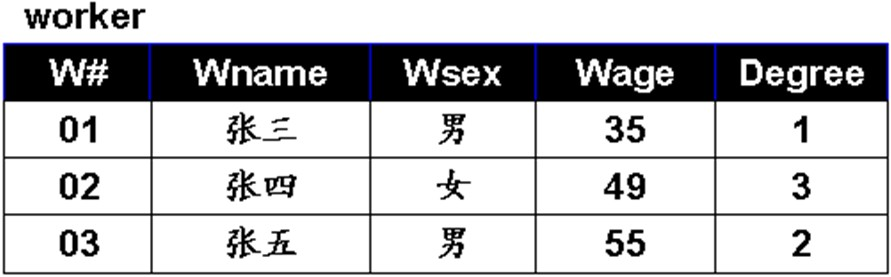 worker
W# Wname Wsex Wage Degree
01 张三 男 35 1
02 张四 女 49 3
03 张五 男 55 2